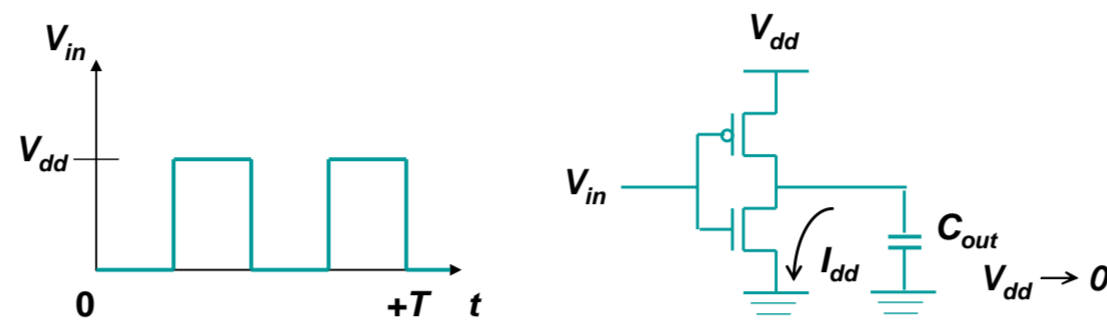 V_in
V_dd
0
+T t
V_dd
V_in
I_dd
C_out
V_dd → 0